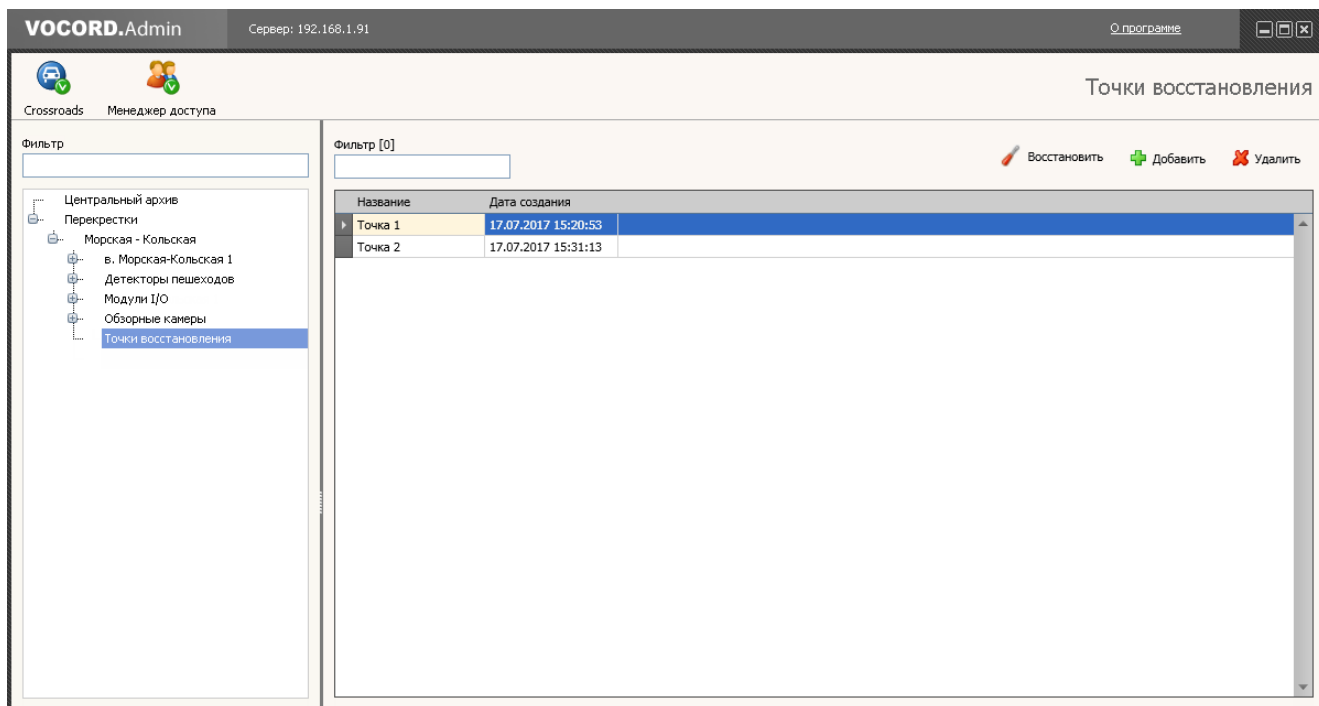 VOCORD.Admin Сервер: 192.168.1.91 О программе
Crossroads Менеджер доступа
Точки восстановления
Фильтр
Центральный архив
Перекрестки
Морская - Кольская
в. Морская-Кольская 1
Детекторы пешеходов
Модули I/O
Обзорные камеры
Точки восстановления
Фильтр [0]
Восстановить Добавить Удалить
Название Дата создания
Точка 1 17.07.2017 15:20:53
Точка 2 17.07.2017 15:31:13